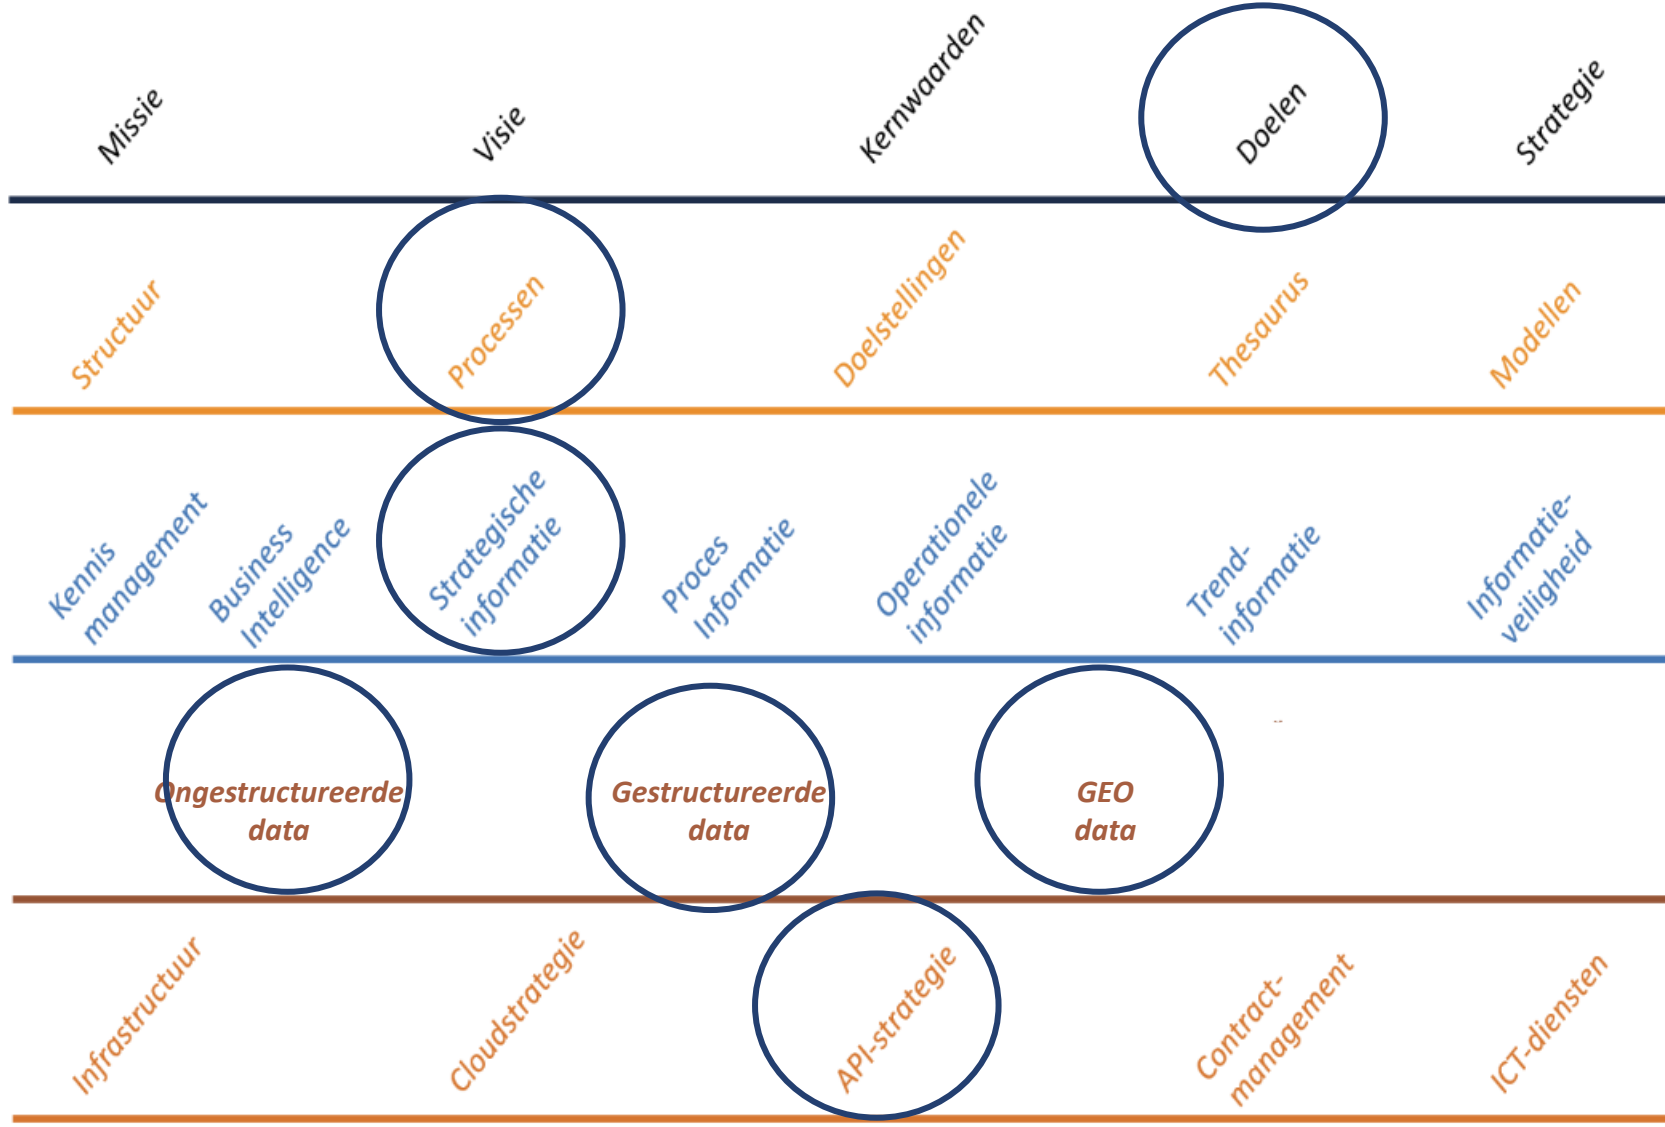 Missie
Visie
Kernwaarden
Doelen
Strategie
Structuur
Processen
Doelstellingen
Thesaurus
Modellen
Kennis
management
Business
Intelligence
Strategische
informatie
Proces
Informatie
Operationele
informatie
Trend-
informatie
Informatie-
veiligheid
Ongestructureerde
data
Gestructureerde
data
GEO
data
Infrastructuur
Cloudstrategie
API-strategie
Contract-
management
ICT-diensten